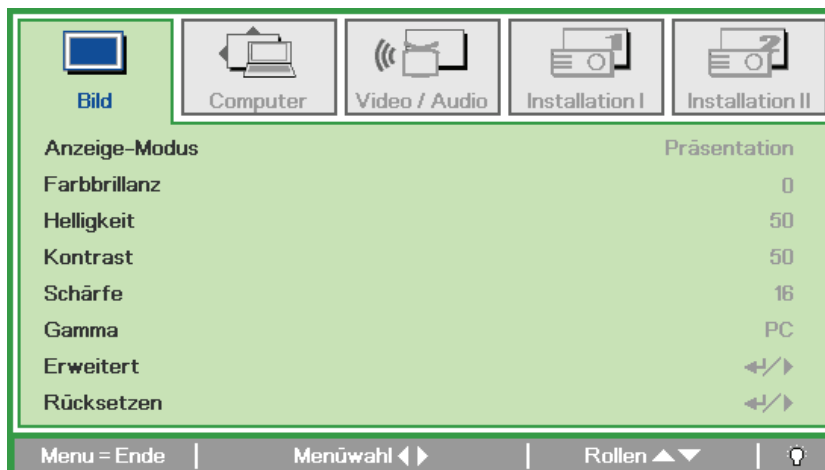 Bild Computer Video / Audio Installation I Installation II
Anzeige-Modus Präsentation
Farbbrillanz 0
Helligkeit 50
Kontrast 50
Schärfe 16
Gamma PC
Erweitert
Rücksetzen
Menu = Ende Menüwahl Rollen